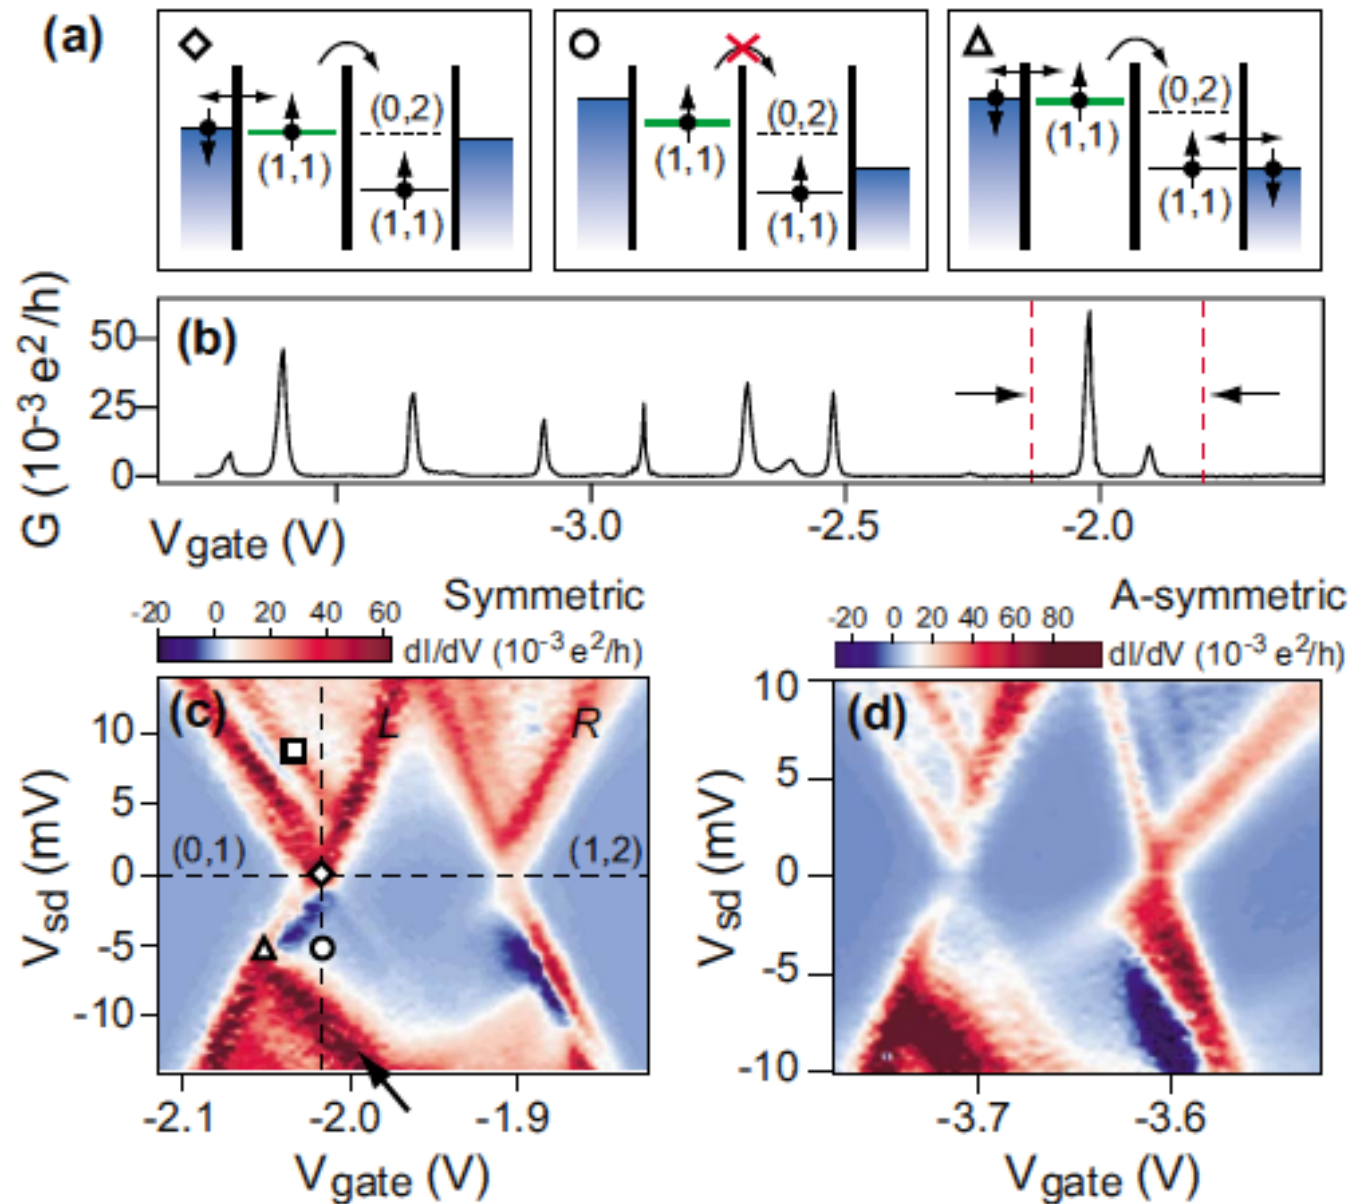 (a)
(0,2)
(1,1)
(1,1)
(0,2)
(1,1)
(1,1)
(0,2)
(1,1)
(1,1)
(b)
G (10⁻³ e²/h)
50
25
0
-3.0
-2.5
-2.0
Vgate (V)
Symmetric
-20 0 20 40 60
dI/dV (10⁻³ e²/h)
(c)
L
R
(0,1)
(1,2)
Vsd (mV)
10
5
0
-5
-10
-2.1
-2.0
-1.9
Vgate (V)
A-symmetric
-20 0 20 40 60 80
dI/dV (10⁻³ e²/h)
(d)
Vsd (mV)
10
5
0
-5
-10
-3.7
-3.6
Vgate (V)